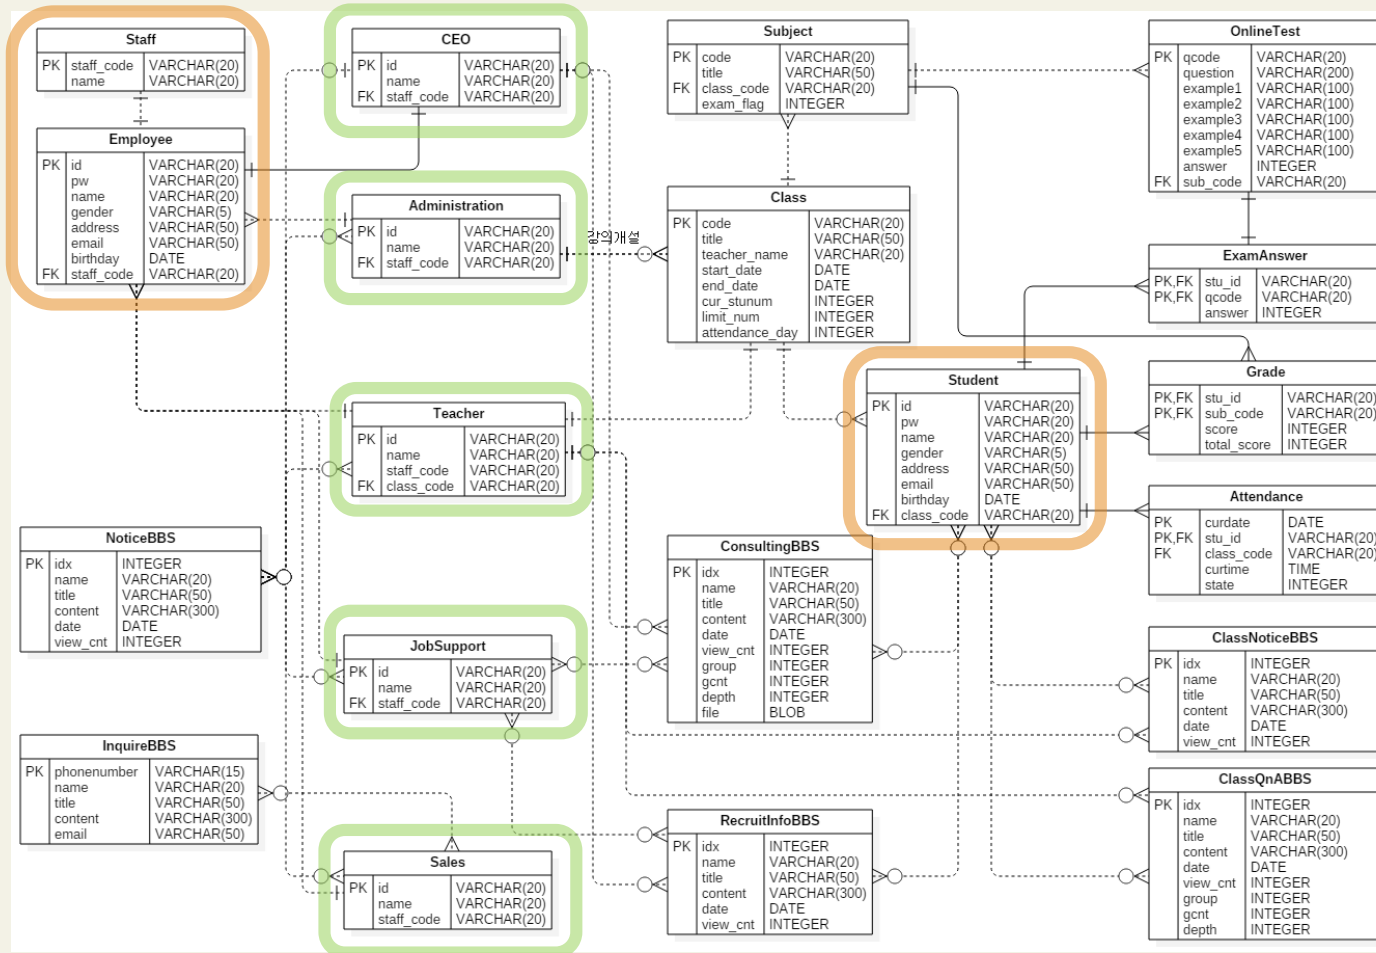 Staff
PK staff_code VARCHAR(20)
name VARCHAR(20)
Employee
PK id VARCHAR(20)
pw VARCHAR(20)
name VARCHAR(20)
gender VARCHAR(5)
address VARCHAR(50)
email VARCHAR(50)
birthday DATE
FK staff_code VARCHAR(20)
CEO
PK id VARCHAR(20)
name VARCHAR(20)
FK staff_code VARCHAR(20)
Administration
PK id VARCHAR(20)
name VARCHAR(20)
FK staff_code VARCHAR(20)
Teacher
PK id VARCHAR(20)
name VARCHAR(20)
staff_code VARCHAR(20)
FK class_code VARCHAR(20)
NoticeBBS
PK idx INTEGER
name VARCHAR(20)
title VARCHAR(50)
content VARCHAR(300)
date DATE
view_cnt INTEGER
JobSupport
PK id VARCHAR(20)
name VARCHAR(20)
FK staff_code VARCHAR(20)
InquireBBS
PK phonenumber VARCHAR(15)
name VARCHAR(20)
title VARCHAR(50)
content VARCHAR(300)
email VARCHAR(50)
Sales
PK id VARCHAR(20)
name VARCHAR(20)
staff_code VARCHAR(20)
Subject
PK code VARCHAR(20)
title VARCHAR(50)
FK class_code VARCHAR(20)
exam_flag INTEGER
Class
PK code VARCHAR(20)
title VARCHAR(50)
teacher_name VARCHAR(20)
start_date DATE
end_date DATE
cur_stunum INTEGER
limit_num INTEGER
attendance_day INTEGER
Student
PK id VARCHAR(20)
pw VARCHAR(20)
name VARCHAR(20)
gender VARCHAR(5)
address VARCHAR(50)
email VARCHAR(50)
birthday DATE
FK class_code VARCHAR(20)
ConsultingBBS
PK idx INTEGER
name VARCHAR(20)
title VARCHAR(50)
content VARCHAR(300)
date DATE
view_cnt INTEGER
group INTEGER
gcnt INTEGER
depth INTEGER
file BLOB
RecruitInfoBBS
PK idx INTEGER
name VARCHAR(20)
title VARCHAR(50)
content VARCHAR(300)
date DATE
view_cnt INTEGER
OnlineTest
PK qcode VARCHAR(20)
question VARCHAR(200)
example1 VARCHAR(100)
example2 VARCHAR(100)
example3 VARCHAR(100)
example4 VARCHAR(100)
example5 VARCHAR(100)
answer INTEGER
FK sub_code VARCHAR(20)
ExamAnswer
PK,FK stu_id VARCHAR(20)
PK,FK qcode VARCHAR(20)
answer INTEGER
Grade
PK,FK stu_id VARCHAR(20)
PK,FK sub_code VARCHAR(20)
score INTEGER
total_score INTEGER
Attendance
PK curdate DATE
PK,FK stu_id VARCHAR(20)
FK class_code VARCHAR(20)
curtime TIME
state INTEGER
ClassNoticeBBS
PK idx INTEGER
name VARCHAR(20)
title VARCHAR(50)
content VARCHAR(300)
date DATE
view_cnt INTEGER
ClassQnABBS
PK idx INTEGER
name VARCHAR(20)
title VARCHAR(50)
content VARCHAR(300)
date DATE
view_cnt INTEGER
group INTEGER
gcnt INTEGER
depth INTEGER